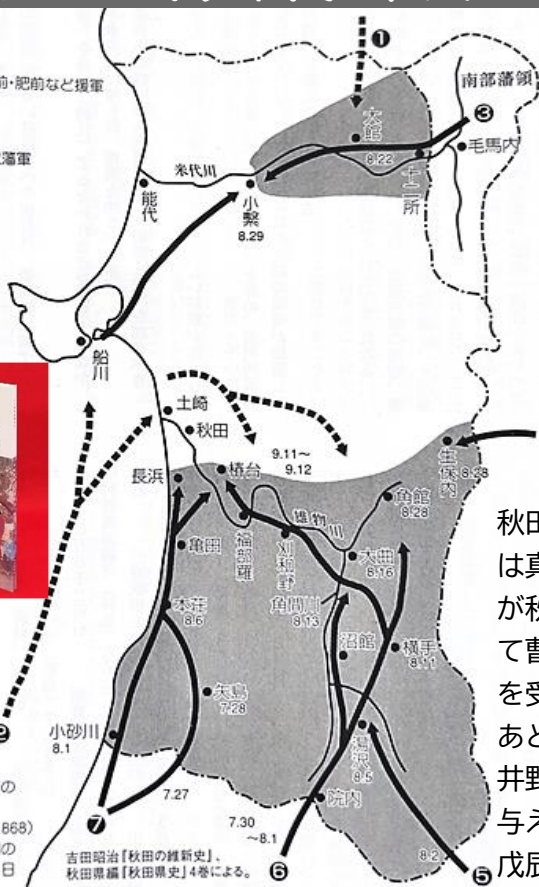 前・肥前など援軍
藩軍
❶
南部藩領
❸
大館
8.22
毛馬内
十二所
米代川
能代
小繋
8.29
船川
土崎
秋田
9.11〜
9.12
生保内
8.28
長浜
椿台
角館
8.28
雄物川
亀田
福部羅
刈和野
大曲
8.16
本荘
8.6
角間川
8.13
沼館
横手
8.11
矢島
7.28
小砂川
8.1
湯沢
8.5
院内
7.27
7.30
〜8.1
8.2
❼
❻
❺
吉田昭治『秋田の維新史』、
秋田県編『秋田県史』4巻による。
の
868)
の
日
秋田
は真
が秋
て曹
を受
あと
井野
与え
戊辰